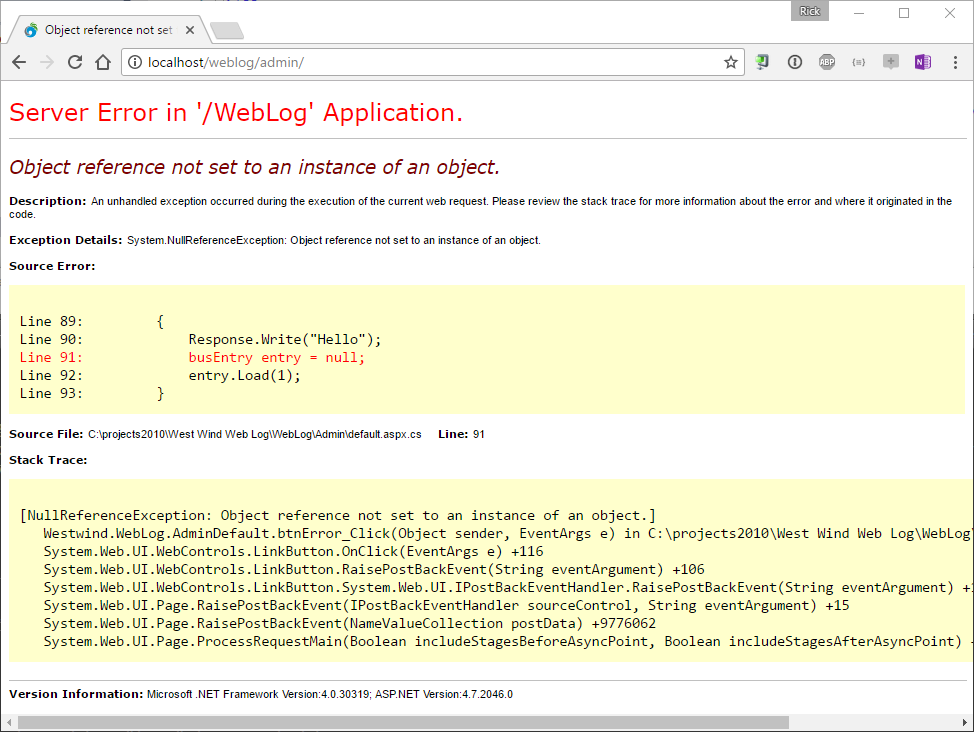 Rick
Object reference not set
localhost/weblog/admin/
ABP
N
Server Error in '/WebLog' Application.
Object reference not set to an instance of an object.
Description: An unhandled exception occurred during the execution of the current web request. Please review the stack trace for more information about the error and where it originated in the
code.
Exception Details: System.NullReferenceException: Object reference not set to an instance of an object.
Source Error:
Line 89:         {
Line 90:             Response.Write("Hello");
Line 91:             busEntry entry = null;
Line 92:             entry.Load(1);
Line 93:         }
Source File: C:\projects2010\West Wind Web Log\WebLog\Admin\default.aspx.cs    Line: 91
Stack Trace:
[NullReferenceException: Object reference not set to an instance of an object.]
   Westwind.WebLog.AdminDefault.btnError_Click(Object sender, EventArgs e) in C:\projects2010\West Wind Web Log\WebLog
   System.Web.UI.WebControls.LinkButton.OnClick(EventArgs e) +116
   System.Web.UI.WebControls.LinkButton.RaisePostBackEvent(String eventArgument) +106
   System.Web.UI.WebControls.LinkButton.System.Web.UI.IPostBackEventHandler.RaisePostBackEvent(String eventArgument) +
   System.Web.UI.Page.RaisePostBackEvent(IPostBackEventHandler sourceControl, String eventArgument) +15
   System.Web.UI.Page.RaisePostBackEvent(NameValueCollection postData) +9776062
   System.Web.UI.Page.ProcessRequestMain(Boolean includeStagesBeforeAsyncPoint, Boolean includeStagesAfterAsyncPoint)
Version Information: Microsoft .NET Framework Version:4.0.30319; ASP.NET Version:4.7.2046.0